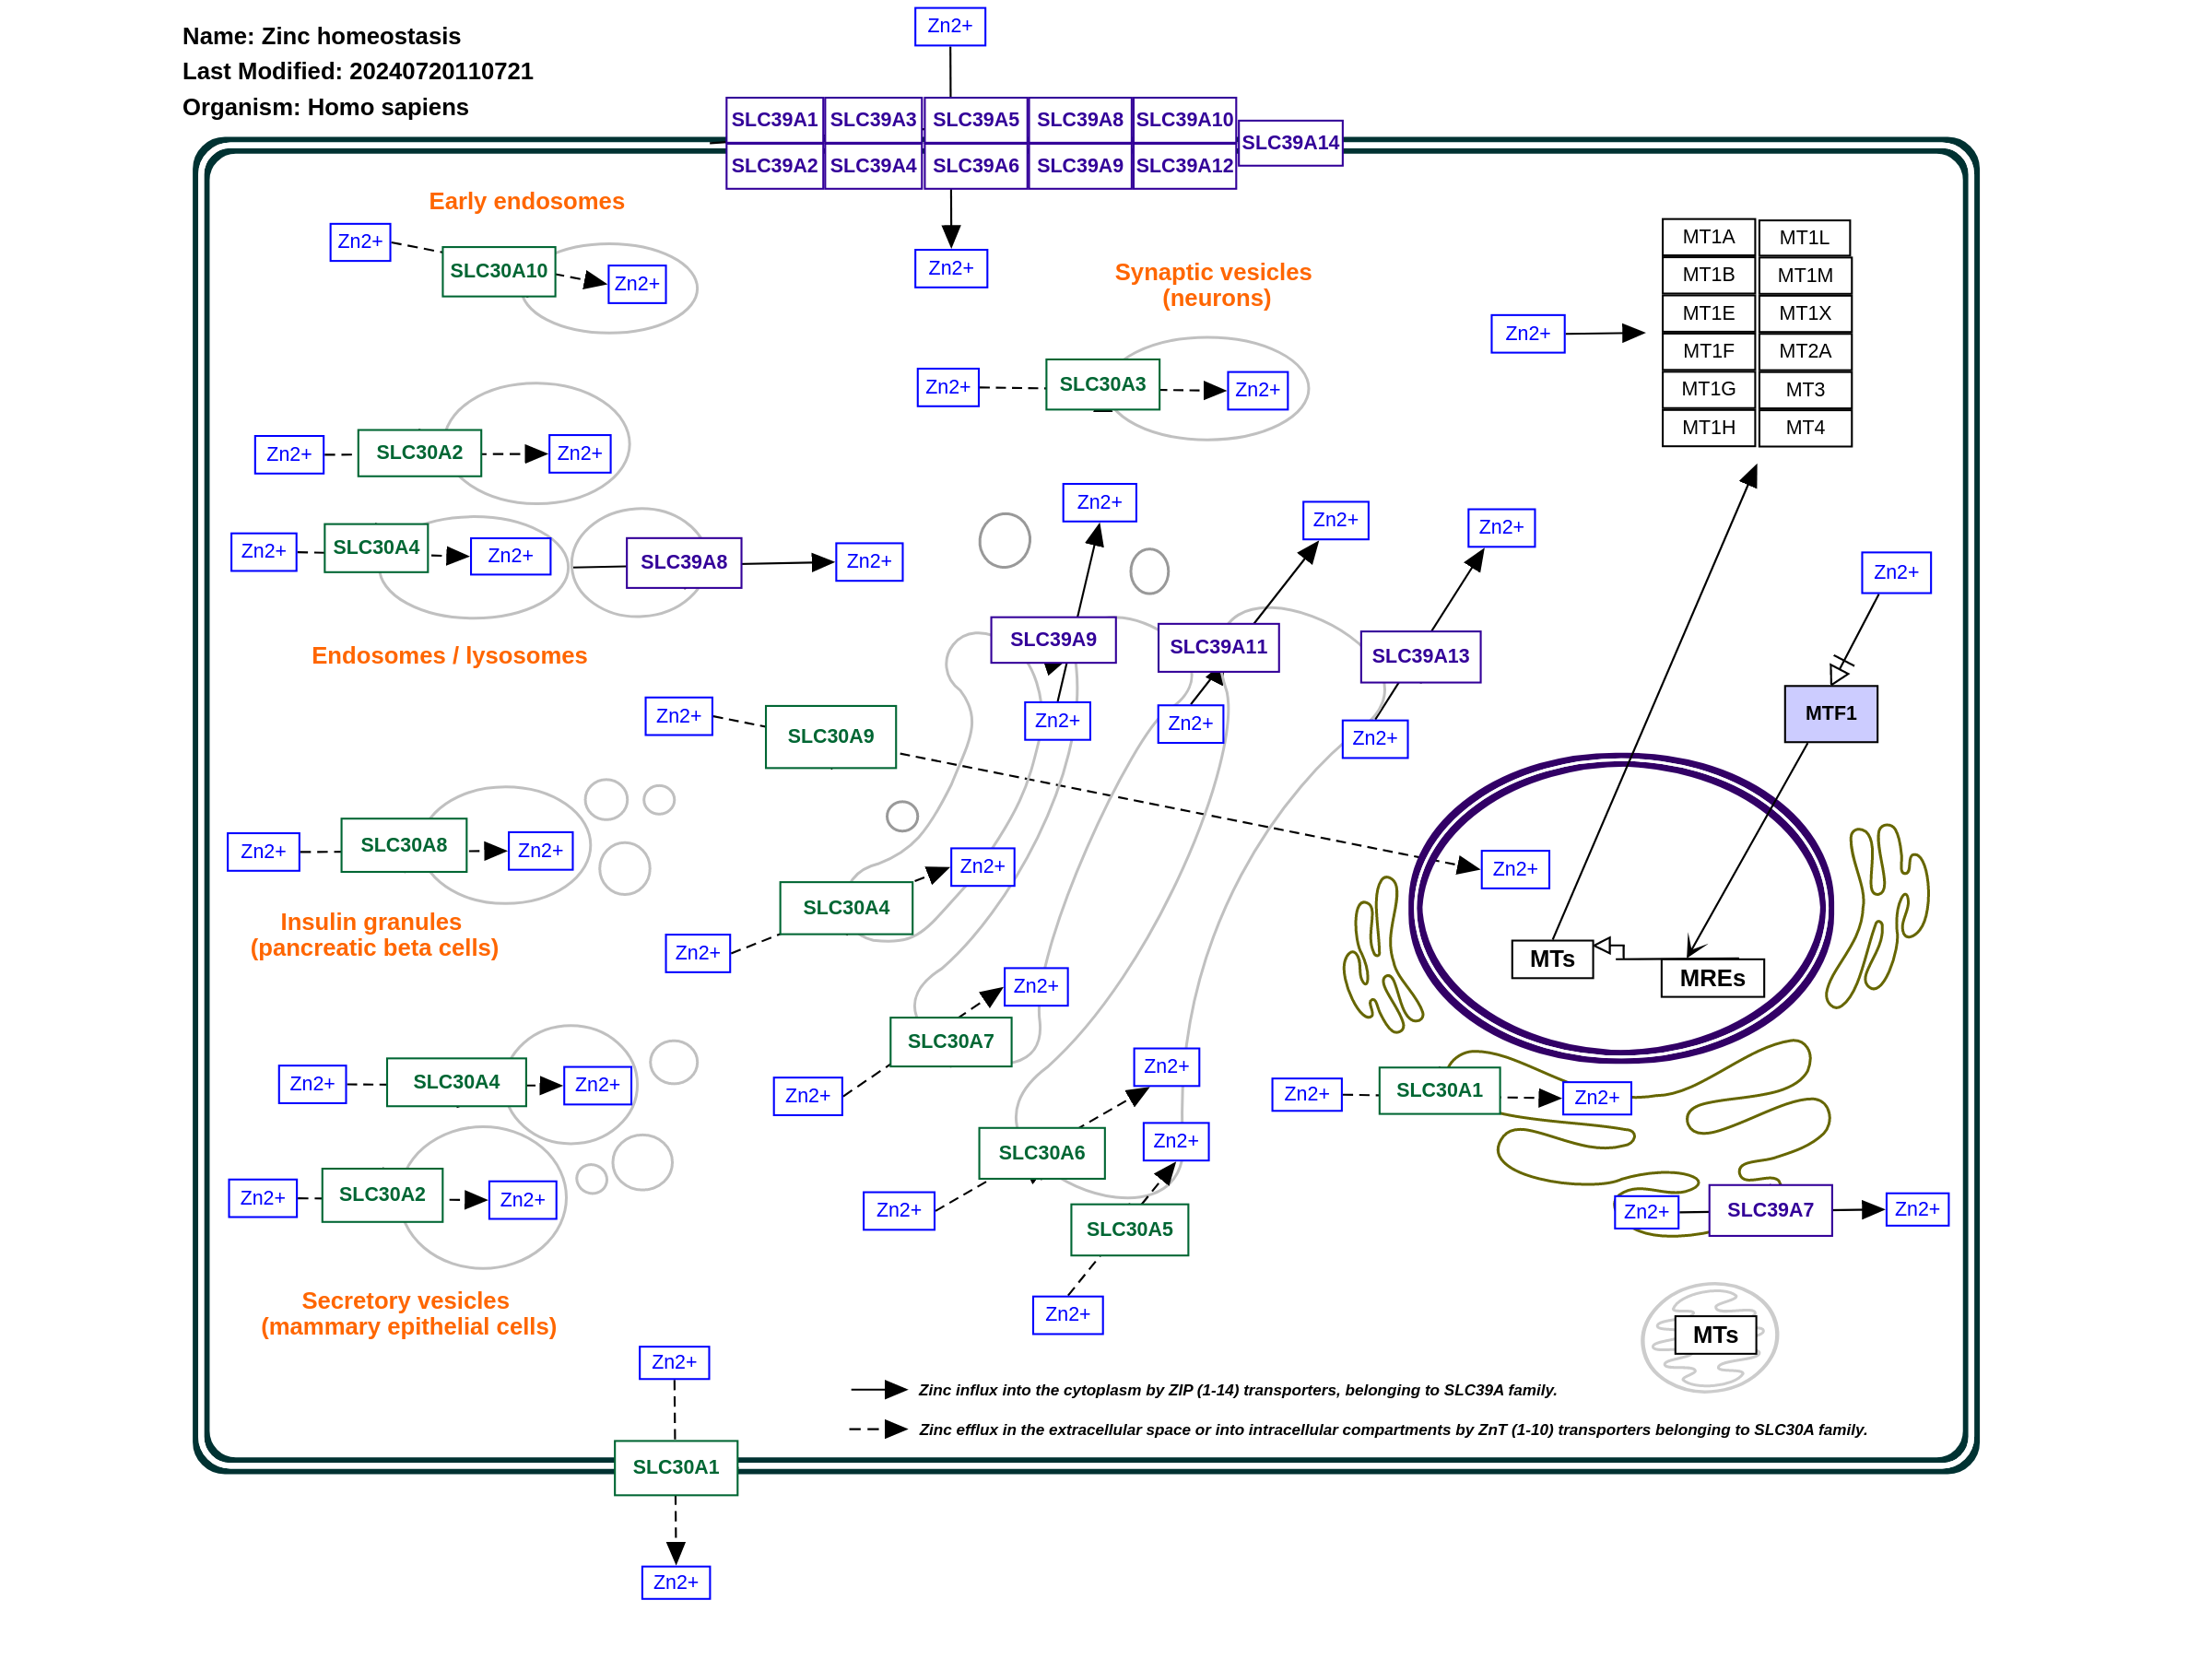 Name: Zinc homeostasis
Last Modified: 20240720110721
Organism: Homo sapiens
Zn2+
SLC39A1 SLC39A3 SLC39A5 SLC39A8 SLC39A10
SLC39A14
SLC39A2 SLC39A4 SLC39A6 SLC39A9 SLC39A12
Zn2+
Early endosomes
Zn2+
SLC30A10
Zn2+
Synaptic vesicles
(neurons)
Zn2+
SLC30A3
Zn2+
Zn2+
MT1A MT1L
MT1B MT1M
MT1E MT1X
MT1F MT2A
MT1G MT3
MT1H MT4
Zn2+
SLC30A2
Zn2+
Zn2+
SLC30A4
Zn2+
SLC39A8
Zn2+
Endosomes / lysosomes
Zn2+
SLC39A9
Zn2+
Zn2+
SLC39A11
Zn2+
Zn2+
SLC39A13
Zn2+
Zn2+
MTF1
Zn2+
SLC30A9
Zn2+
MTs
MREs
Zn2+
SLC30A8
Zn2+
Insulin granules
(pancreatic beta cells)
Zn2+
SLC30A4
Zn2+
Zn2+
SLC30A7
Zn2+
Zn2+
SLC30A4
Zn2+
Zn2+
SLC30A2
Zn2+
Secretory vesicles
(mammary epithelial cells)
Zn2+
SLC30A6
Zn2+
Zn2+
SLC30A5
Zn2+
Zn2+
SLC30A1
Zn2+
Zn2+
SLC39A7
Zn2+
MTs
Zn2+
SLC30A1
Zn2+
Zinc influx into the cytoplasm by ZIP (1-14) transporters, belonging to SLC39A family.
Zinc efflux in the extracellular space or into intracellular compartments by ZnT (1-10) transporters belonging to SLC30A family.